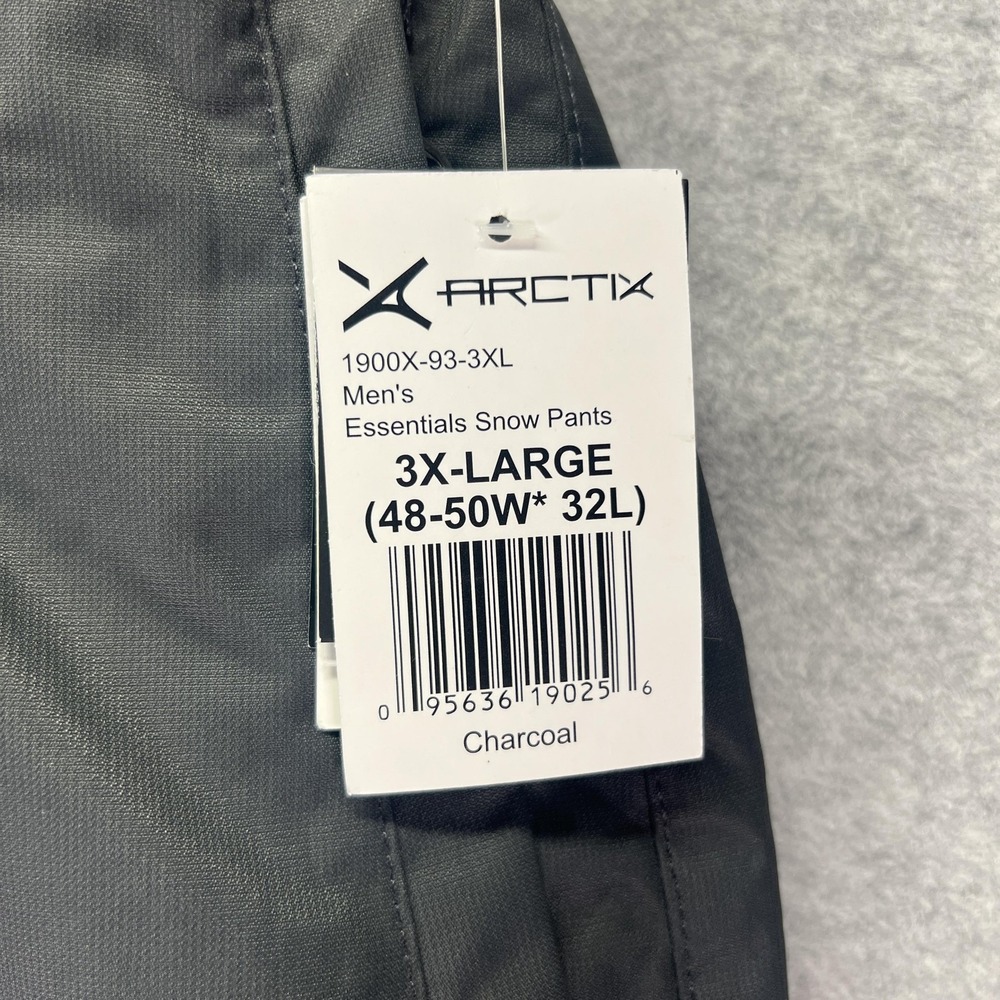 ARCTIX
1900X-93-3XL
Men's
Essentials Snow Pants
3X-LARGE
(48-50W* 32L)
0 95636 19025 6
Charcoal